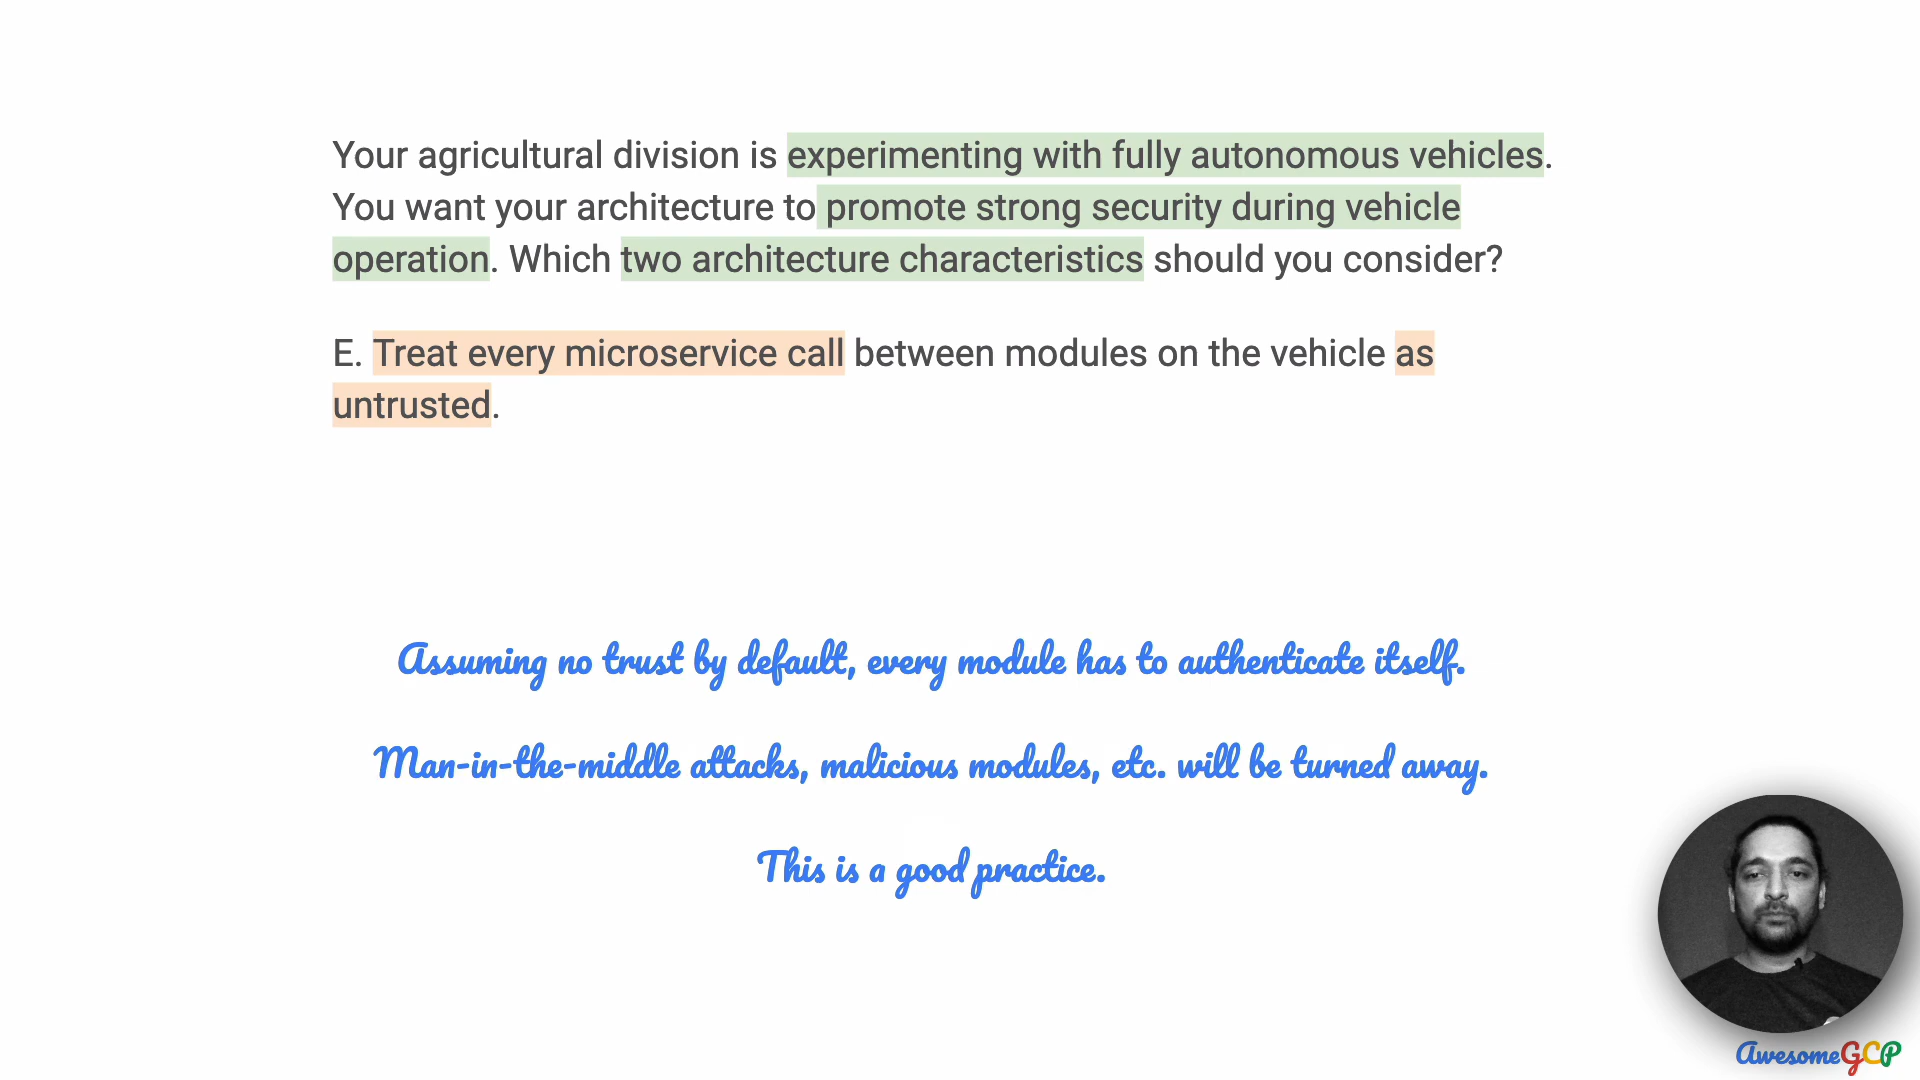 Your agricultural division is experimenting with fully autonomous vehicles.
You want your architecture to promote strong security during vehicle
operation. Which two architecture characteristics should you consider?
E. Treat every microservice call between modules on the vehicle as
untrusted.
Assuming no trust by default, every module has to authenticate itself.
Man-in-the-middle attacks, malicious modules, etc. will be turned away.
This is a good practice.
AwesomeGCP